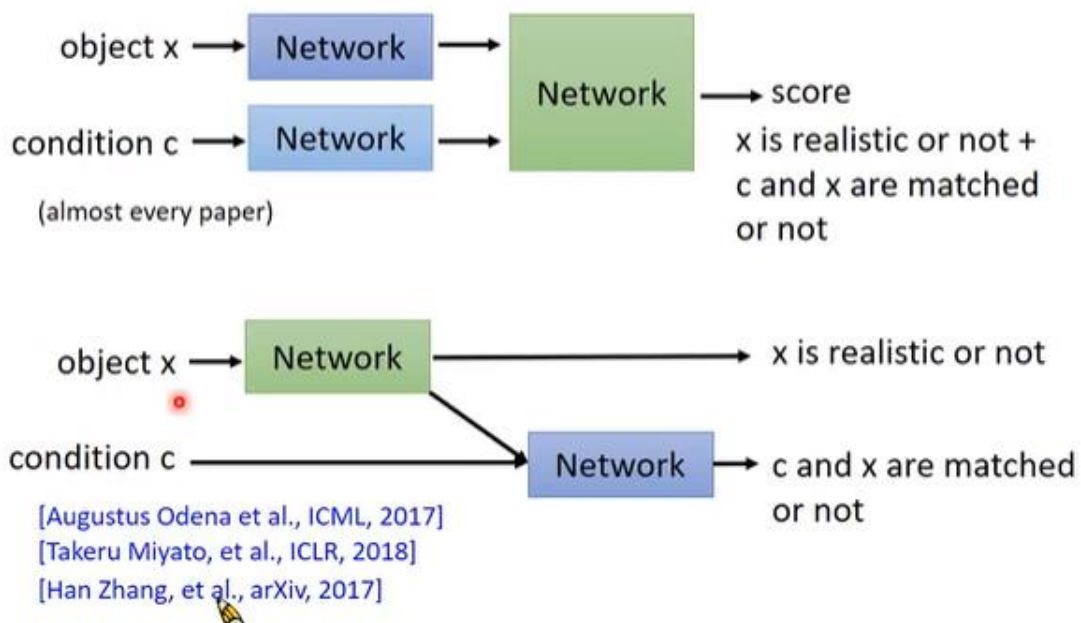 object x
Network
Network
score
condition c
Network
x is realistic or not +
c and x are matched
or not
(almost every paper)
object x
Network
x is realistic or not
condition c
Network
c and x are matched
or not
[Augustus Odena et al., ICML, 2017]
[Takeru Miyato, et al., ICLR, 2018]
[Han Zhang, et al., arXiv, 2017]